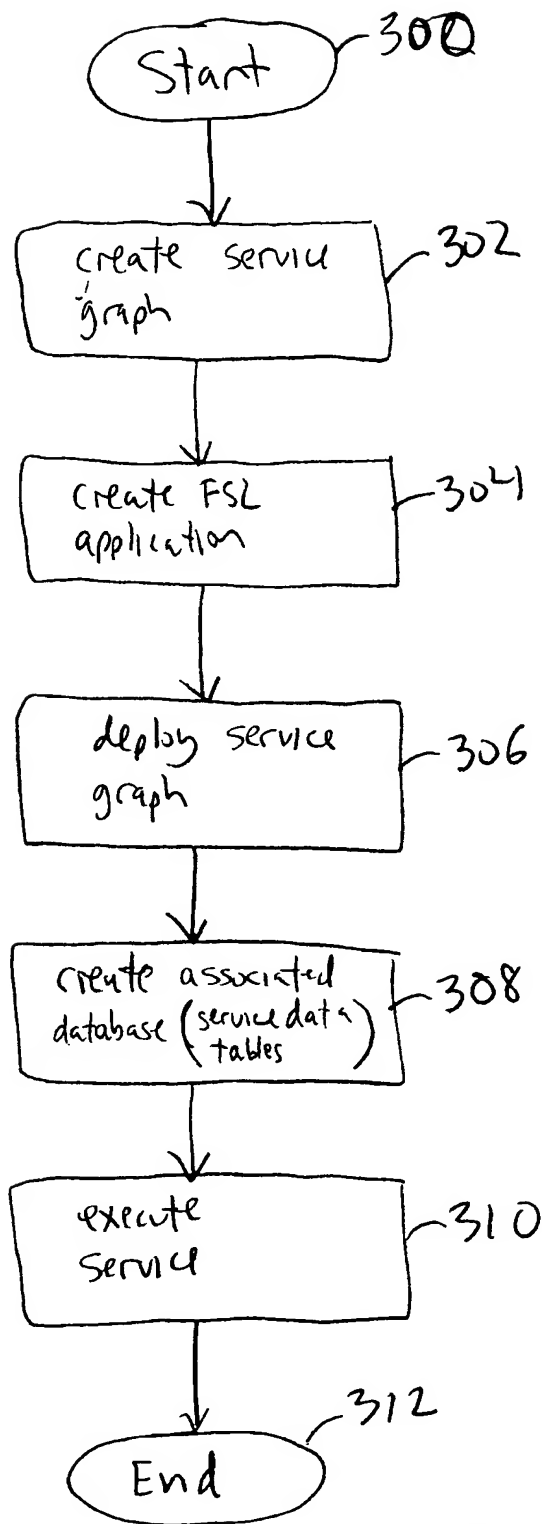 Start
300
create service
302
graph
create FSL
304
application
deploy service
306
graph
create associated
308
database (service data
tables)
execute
310
service
312
End